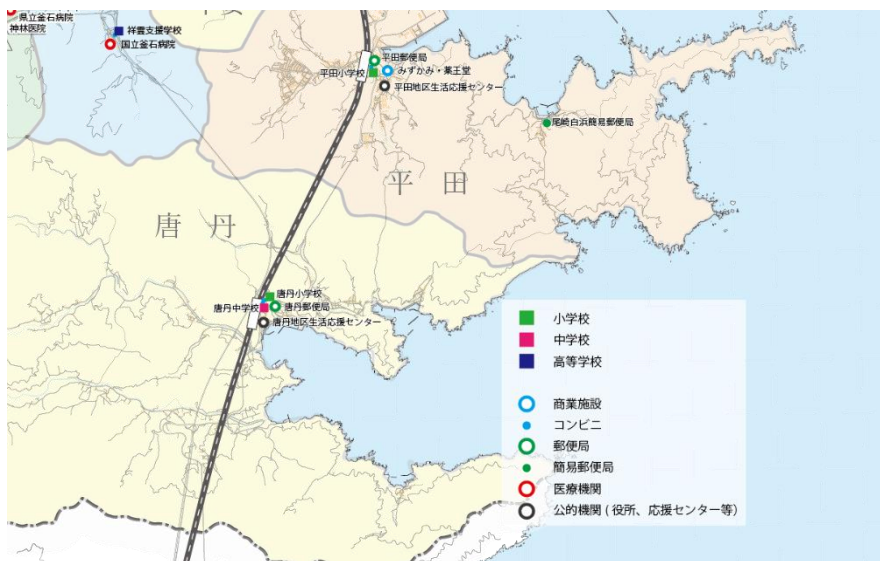 県立釜石病院
神林医院
祥雲支援学校
国立釜石病院
平田郵便局
平田小学校
みずかみ・薬王堂
平田地区生活応援センター
尾崎白浜簡易郵便局
平田
唐丹
唐丹小学校
唐丹中学校
唐丹郵便局
唐丹地区生活応援センター
小学校
中学校
高等学校
商業施設
コンビニ
郵便局
簡易郵便局
医療機関
公的機関(役所、応援センター等)